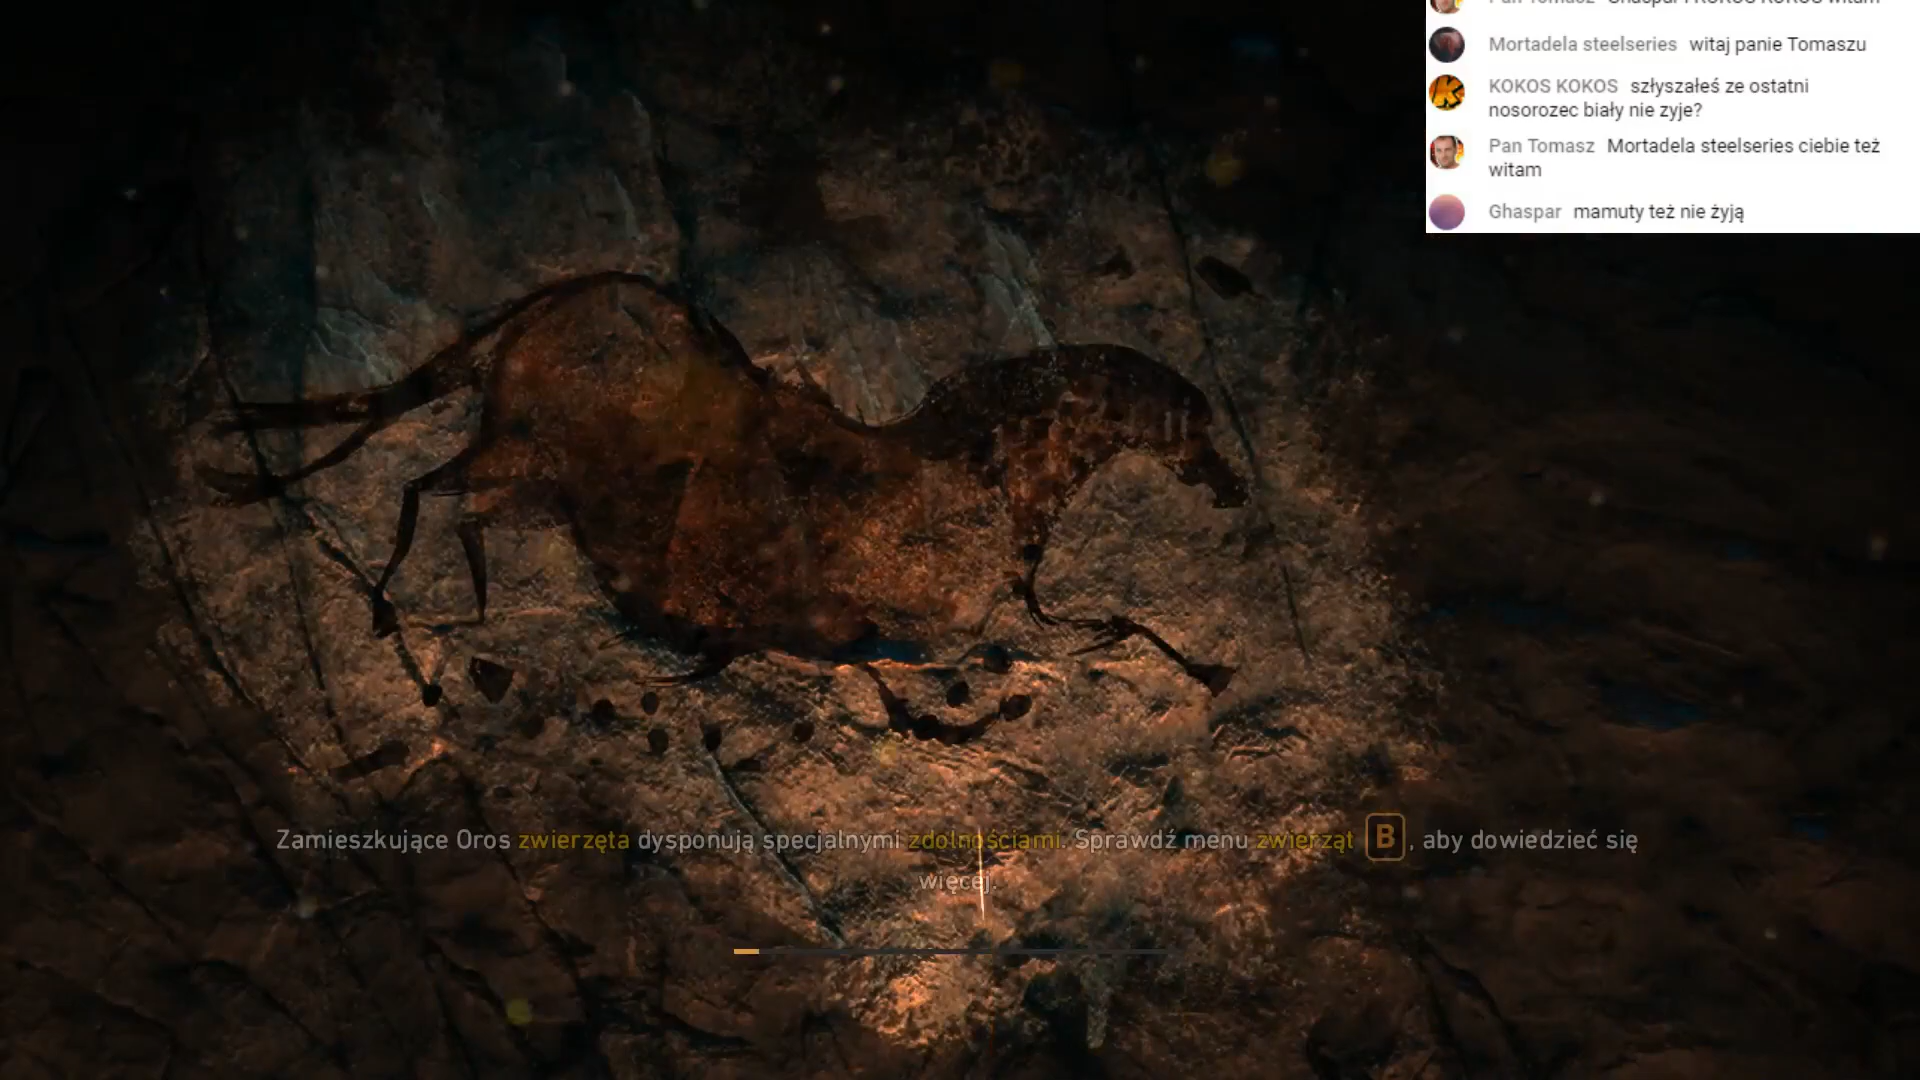 Mortadela steelseries witaj panie Tomaszu
KOKOS KOKOS szłyszałeś ze ostatni
nosorozec biały nie zyje?
Pan Tomasz Mortadela steelseries ciebie też
witam
Ghaspar mamuty też nie żyją
Zamieszkujące Oros zwierzęta dysponują specjalnymi zdolnościami. Sprawdź menu zwierząt B, aby dowiedzieć się
więcej.